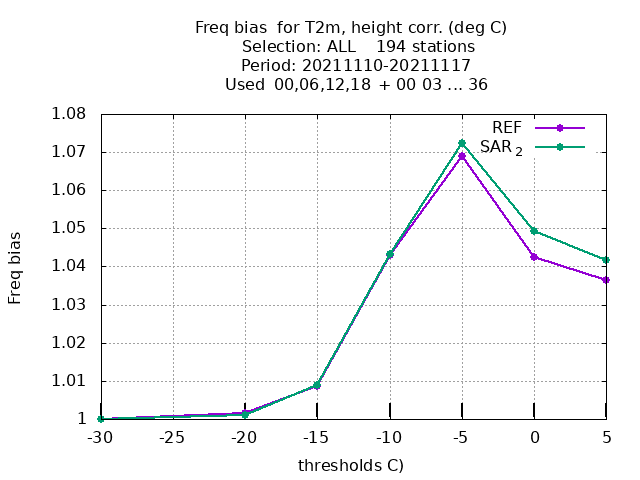 Freq bias  for T2m, height corr. (deg C)
Selection: ALL    194 stations
Period: 20211110-20211117
Used  00,06,12,18  + 00 03 ... 36
1.08
1.07
1.06
1.05
1.04
1.03
1.02
1.01
1
Freq bias
REF
SAR 2
-30 -25 -20 -15 -10 -5 0 5
thresholds C)